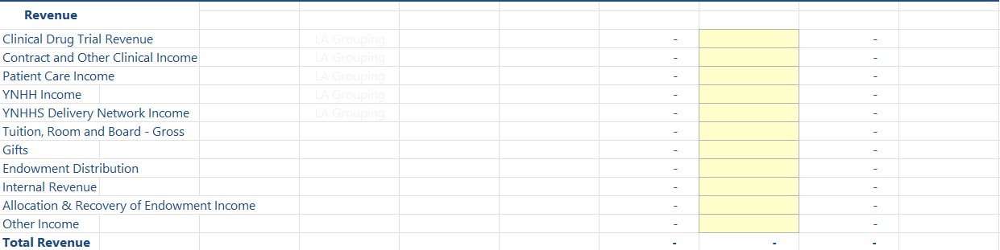 Revenue
Clinical Drug Trial Revenue LA Grouping - -
Contract and Other Clinical Income LA Grouping - -
Patient Care Income LA Grouping - -
YNHH Income LA Grouping - -
YNHHS Delivery Network Income LA Grouping - -
Tuition, Room and Board - Gross - -
Gifts - -
Endowment Distribution - -
Internal Revenue - -
Allocation & Recovery of Endowment Income - -
Other Income - -
Total Revenue - - -